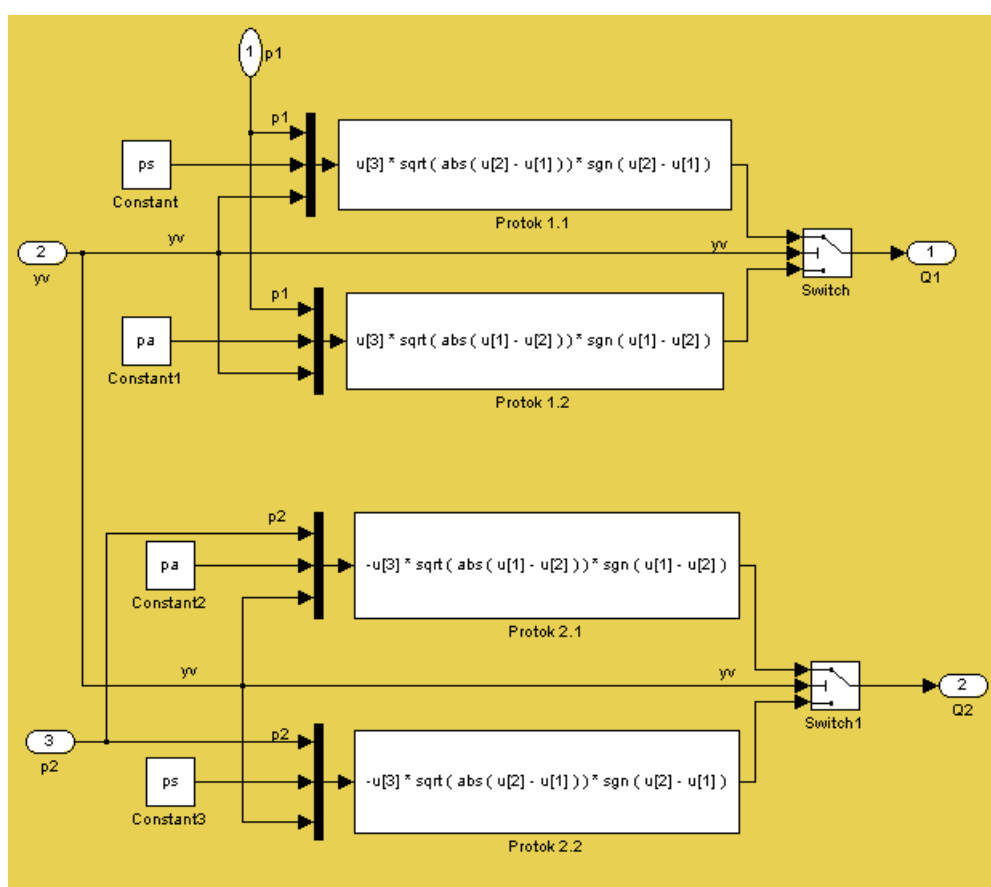 1
p1
p1
ps
Constant
u[3] * sqrt ( abs ( u[2] - u[1] ) ) * sgn ( u[2] - u[1] )
Protok 1.1
2
yv
yv
yv
Switch
1
Q1
p1
pa
Constant1
u[3] * sqrt ( abs ( u[1] - u[2] ) ) * sgn ( u[1] - u[2] )
Protok 1.2
p2
pa
Constant2
-u[3] * sqrt ( abs ( u[1] - u[2] ) ) * sgn ( u[1] - u[2] )
Protok 2.1
yv
yv
Switch1
2
Q2
3
p2
p2
ps
Constant3
-u[3] * sqrt ( abs ( u[2] - u[1] ) ) * sgn ( u[2] - u[1] )
Protok 2.2